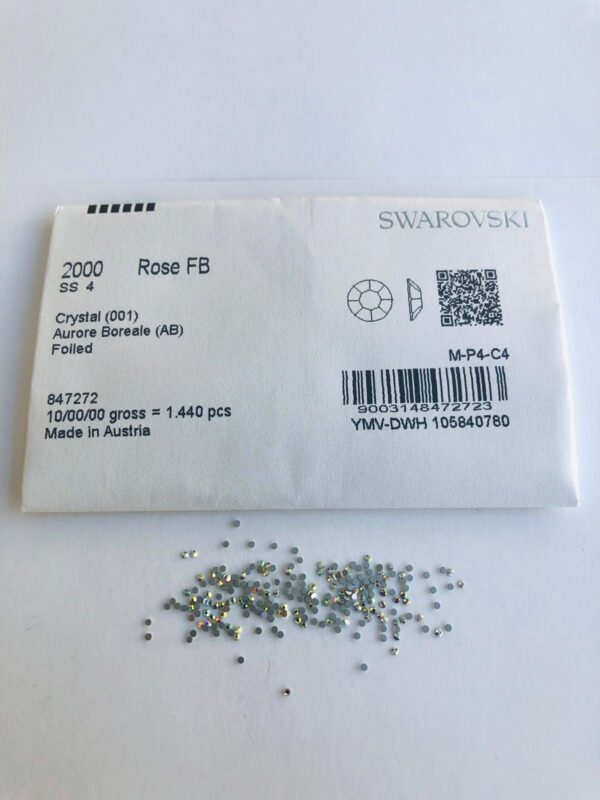 SWAROVSKI
2000 Rose FB
SS 4
Crystal (001)
Aurore Boreale (AB)
Foiled
M-P4-C4
847272
10/00/00 gross = 1.440 pcs
Made in Austria
9003148472723
YMV-DWH 105840780